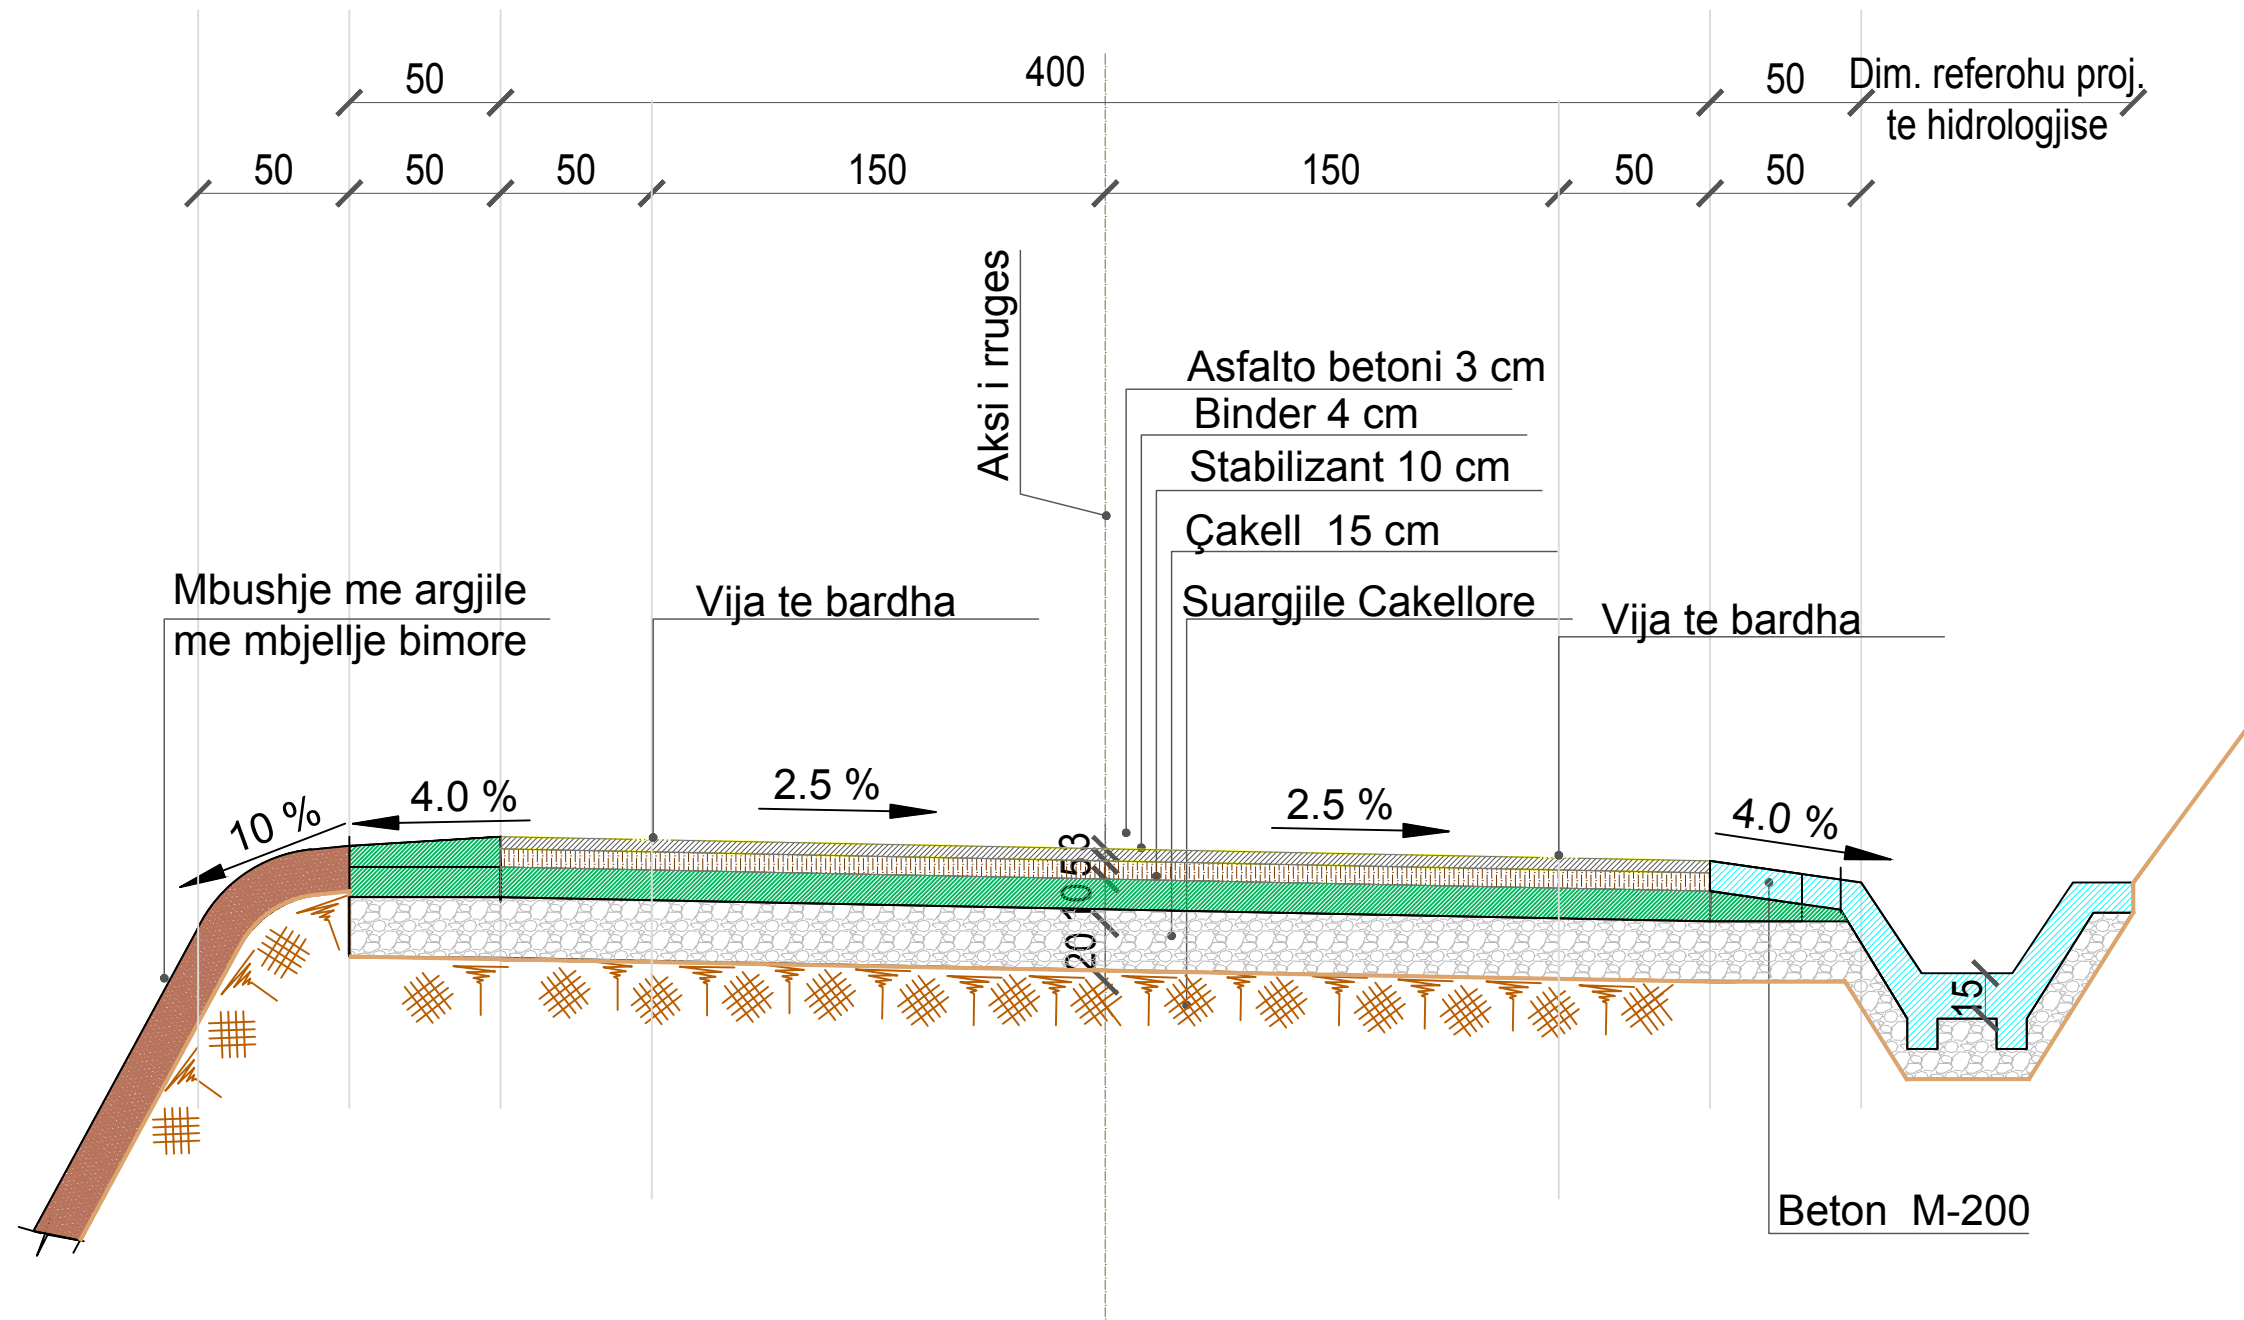 50
400
50
Dim. referohu proj.
te hidrologjise
50
50
50
150
150
50
50
Aksi i rruges
Asfalto betoni 3 cm
Binder 4 cm
Stabilizant 10 cm
Çakell 15 cm
Suargjile Cakellore
Mbushje me argjile
me mbjellje bimore
Vija te bardha
Vija te bardha
10 %
4.0 %
2.5 %
2.5 %
4.0 %
3
5
10
20
15
Beton M-200